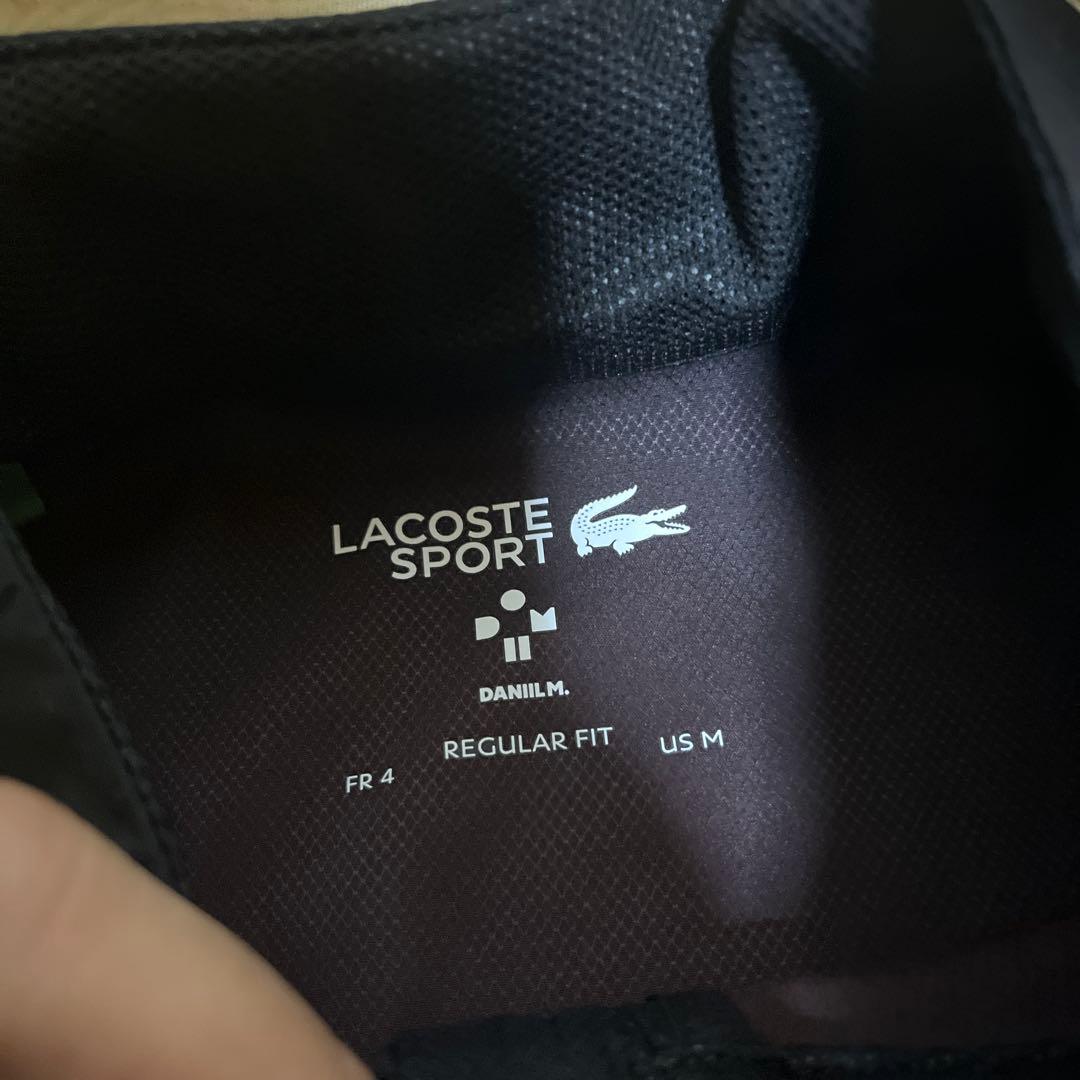 LACOSTE
SPORT
D M
DANIIL M.
REGULAR FIT
FR 4
US M